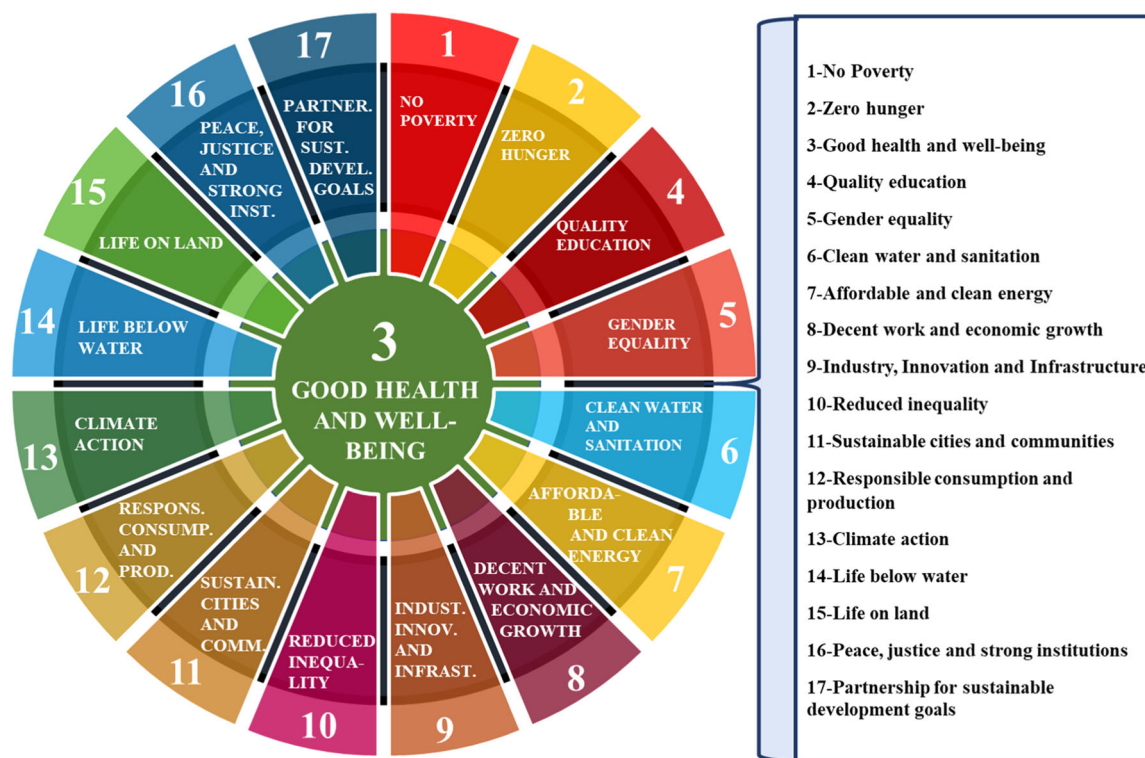 1
NO
POVERTY
2
ZERO
HUNGER
4
QUALITY
EDUCATION
5
GENDER
EQUALITY
6
CLEAN WATER
AND
SANITATION
7
AFFORDA-
BLE
AND CLEAN
ENERGY
8
DECENT
WORK AND
ECONOMIC
GROWTH
9
INDUST.
INNOV.
AND
INFRAST.
10
REDUCED
INEQUA-
LITY
11
SUSTAIN.
CITIES
AND
COMM.
12
RESPONS.
CONSUMP.
AND
PROD.
13
CLIMATE
ACTION
14
LIFE BELOW
WATER
15
LIFE ON LAND
16
PEACE,
JUSTICE
AND
STRONG
INST.
17
PARTNER.
FOR
SUST.
DEVEL.
GOALS
3
GOOD HEALTH
AND WELL-
BEING
1-No Poverty
2-Zero hunger
3-Good health and well-being
4-Quality education
5-Gender equality
6-Clean water and sanitation
7-Affordable and clean energy
8-Decent work and economic growth
9-Industry, Innovation and Infrastructure
10-Reduced inequality
11-Sustainable cities and communities
12-Responsible consumption and
production
13-Climate action
14-Life below water
15-Life on land
16-Peace, justice and strong institutions
17-Partnership for sustainable
development goals